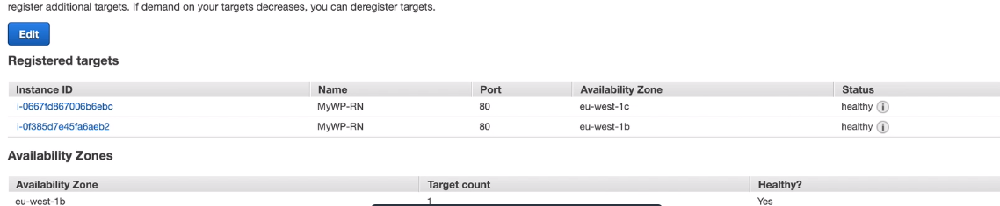 register additional targets. If demand on your targets decreases, you can deregister targets.
Edit
Registered targets
Instance ID Name Port Availability Zone Status
i-0667fd867006b6ebc MyWP-RN 80 eu-west-1c healthy i
i-0f385d7e45fa6aeb2 MyWP-RN 80 eu-west-1b healthy i
Availability Zones
Availability Zone Target count Healthy?
eu-west-1b 1 Yes